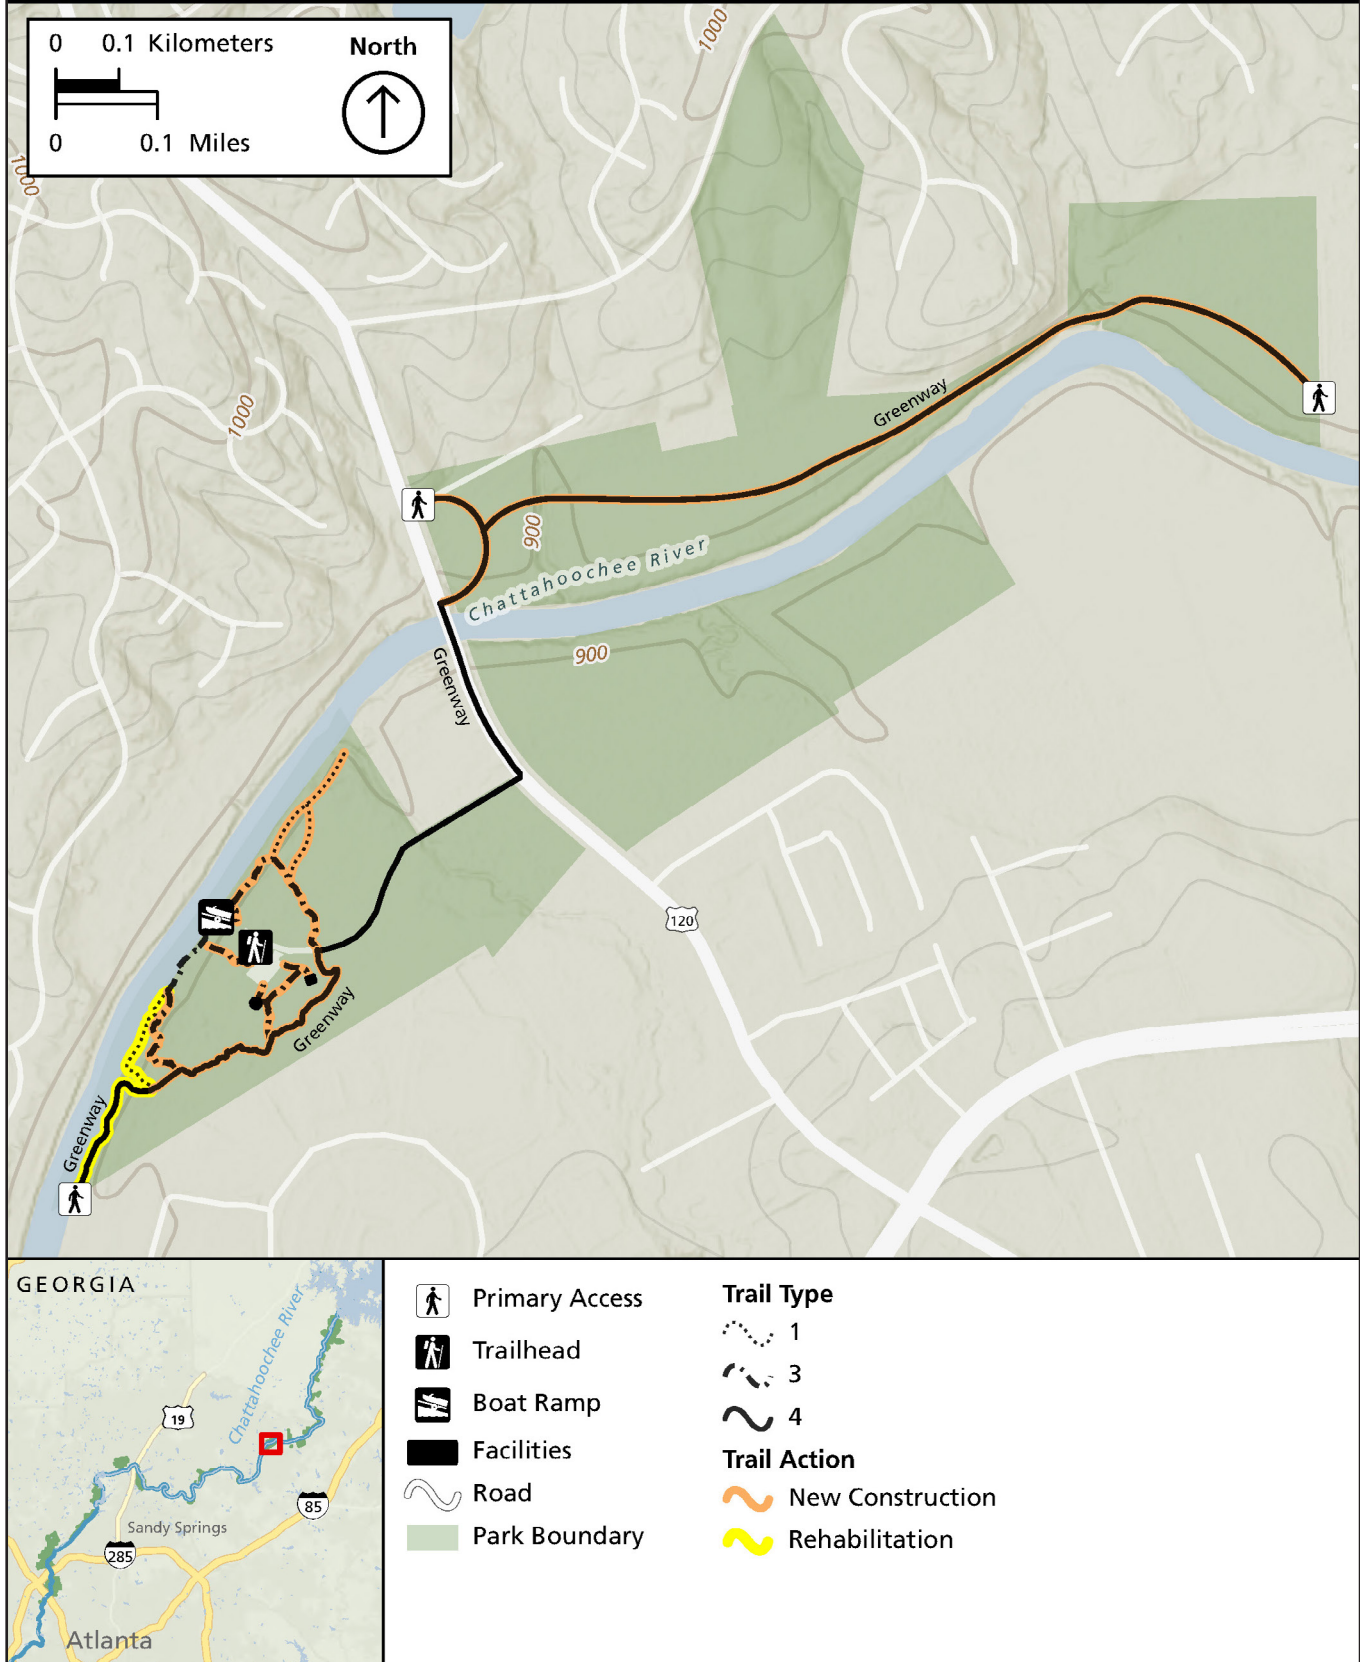 0 0.1 Kilometers
North
0 0.1 Miles
1000
1000
1000
Greenway
900
Chattahoochee River
900
Greenway
120
Greenway
Greenway
GEORGIA
Chattahoochee River
19
85
Sandy Springs
285
Atlanta
Primary Access
Trailhead
Boat Ramp
Facilities
Road
Park Boundary
Trail Type
1
3
4
Trail Action
New Construction
Rehabilitation